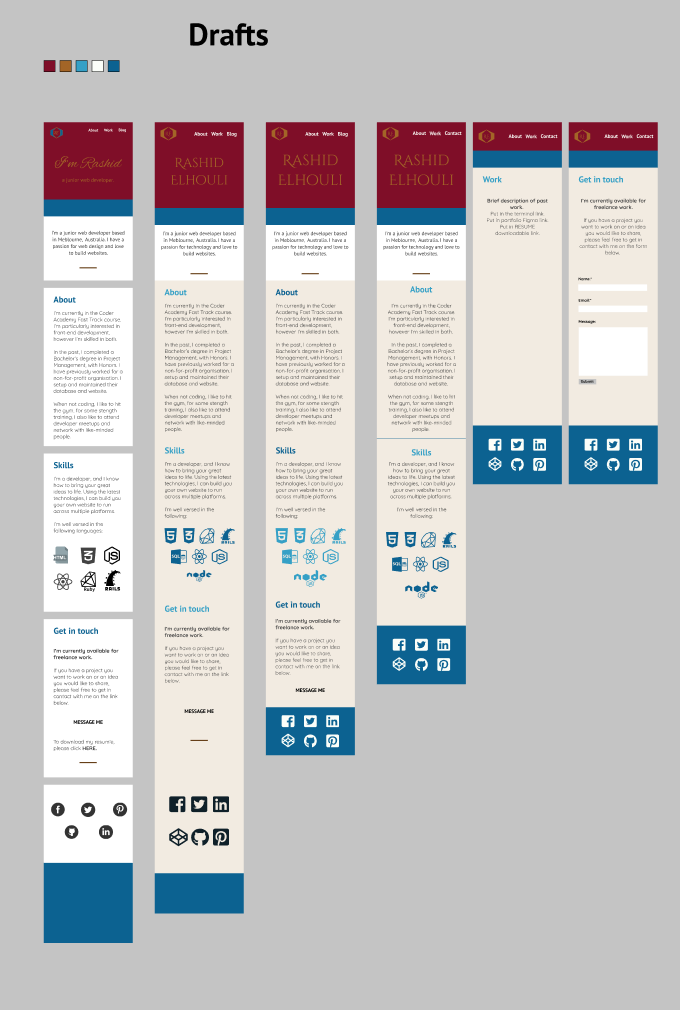 Drafts
About Work Blog
I'm Rashid
a junior web developer.
I'm a junior web developer based
in Melbourne, Australia. I have a
passion for web design and love
to build websites.
About
I'm currently in the Coder
Academy Fast Track course.
I'm particularly interested in
front-end development,
however I'm skilled in both.
In the past, I completed a
Bachelor's degree in Project
Management, with Honors. I
have previously worked for a
non-for-profit organisation. I
setup and maintained their
database and website.
When not coding, I like to hit
the gym, for some stength
training. I also like to attend
developer meetups and
network with like-minded
people.
Skills
I'm a developer, and I know
how to bring your great
ideas to life. Using the latest
technologies, I can build you
your own website to run
across multiple platforms.
I'm well versed in the
following languages:
HTML
3
JS
Ruby
RAILS
Get in touch
I'm currently available for
freelance work.
If you have a project you
want to work on or an idea
you would like to share,
please feel free to get in
contact with me on the link
below.
MESSAGE ME
To download my resumé,
please click HERE.
About Work Blog
RASHID
ELHOULI
I'm a junior web developer based
in Melbourne, Australia. I have a
passion for technology and love to
build websites.
About
I'm currently in the Coder
Academy Fast Track course.
I'm particularly interested in
front-end development,
however I'm skilled in both.
In the past, I completed a
Bachelor's degree in Project
Management, with Honors. I
have previously worked for a
non-for-profit organisation. I
setup and maintained their
database and website.
When not coding, I like to hit
the gym, for some stength
training. I also like to attend
developer meetups and
network with like-minded
people.
Skills
I'm a developer, and I know
how to bring your great
ideas to life. Using the latest
technologies, I can build you
your own website to run
across multiple platforms.
I'm well versed in the
following:
5 3 RAILS
SQL JS
node
JS
Get in touch
I'm currently available for
freelance work.
If you have a project you
want to work on or an idea
you would like to share,
please feel free to get in
contact with me on the link
below.
MESSAGE ME
About Work Blog
RASHID
ELHOULI
I'm a junior web developer based
in Melbourne, Australia. I have a
passion for technology and love to
build websites.
About
I'm currently in the Coder
Academy Fast Track course.
I'm particularly interested in
front-end development,
however I'm skilled in both.
In the past, I completed a
Bachelor's degree in Project
Management, with Honors. I
have previously worked for a
non-for-profit organisation. I
setup and maintained their
database and website.
When not coding, I like to hit
the gym, for some stength
training. I also like to attend
developer meetups and
network with like-minded
people.
Skills
I'm a developer, and I know
how to bring your great
ideas to life. Using the latest
technologies, I can build you
your own website to run
across multiple platforms.
I'm well versed in the
following:
5 3 RAILS
SQL JS
node
JS
Get in touch
I'm currently available for
freelance work.
If you have a project you
want to work on or an idea
you would like to share,
please feel free to get in
contact with me on the link
below.
MESSAGE ME
About Work Contact
RASHID
ELHOULI
I'm a junior web developer based
in Melbourne, Australia. I have a
passion for technology and love to
build websites.
About
I'm currently in the Coder
Academy Fast Track course.
I'm particularly interested in
front-end development,
however I'm skilled in both.
In the past, I completed a
Bachelor's degree in Project
Management, with Honors. I
have previously worked for a
non-for-profit organisation. I
setup and maintained their
database and website.
When not coding, I like to hit
the gym, for some stength
training. I also like to attend
developer meetups and
network with like-minded
people.
Skills
I'm a developer, and I know
how to bring your great
ideas to life. Using the latest
technologies, I can build you
your own website to run
across multiple platforms.
I'm well versed in the
following:
5 3 RAILS
SQL JS
node
JS
About Work Contact
Work
Brief description of past
work.
Put in the terminal link.
Put in portfolio Figma link.
Put in RESUME
downloadable link.
About Work Contact
Get in touch
I'm currently available for
freelance work.
If you have a project you
want to work on or an idea
you would like to share,
please feel free to get in
contact with me on the form
below.
Name:*
Email:*
Message:
Submit